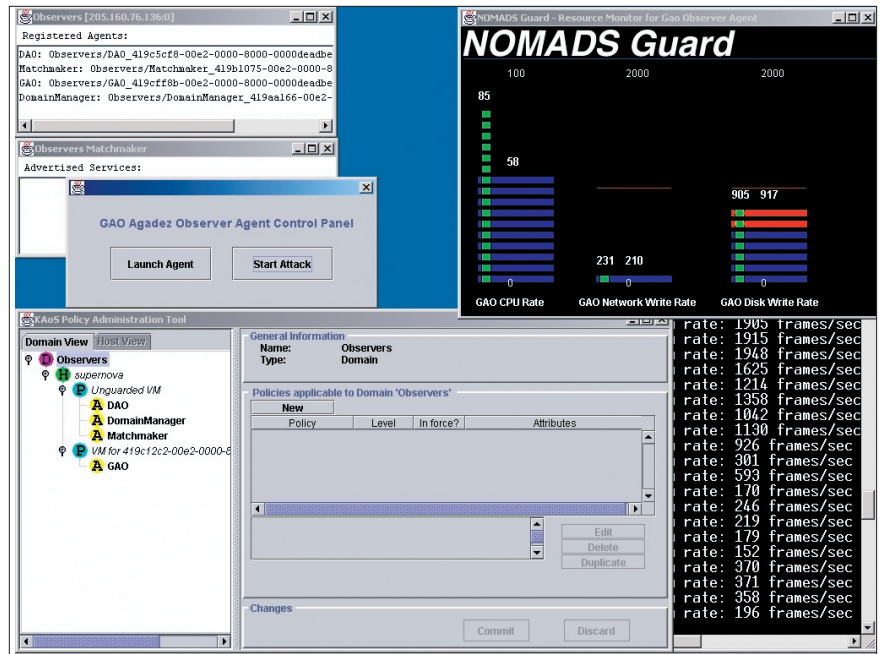 Observers [205.160.76.136:0]
Registered Agents:
DAO: Observers/DAO_419c5cf8-00e2-0000-8000-0000deadbe
Matchmaker: Observers/Matchmaker_419b1075-00e2-0000-8
GAO: Observers/GAO_419cff8b-00e2-0000-8000-0000deadbe
DomainManager: Observers/DomainManager_419aa166-00e2-
Observers Matchmaker
Advertised Services:
GAO Agadez Observer Agent Control Panel
Launch Agent
Start Attack
NOMADS Guard - Resource Monitor for Gao Observer Agent
NOMADS Guard
100 2000 2000
85
58
905 917
231 210
0 0 0
GAO CPU Rate GAO Network Write Rate GAO Disk Write Rate
KAoS Policy Administration Tool
Domain View Host View
D Observers
H supernova
P Unguarded VM
A DAO
A DomainManager
A Matchmaker
P VM for 419c12c2-00e2-0000-8
A GAO
General Information
Name: Observers
Type: Domain
Policies applicable to Domain 'Observers'
New
Policy Level In force? Attributes
Edit
Delete
Duplicate
Changes
Commit Discard
rate: 1905 frames/sec
rate: 1915 frames/sec
rate: 1948 frames/sec
rate: 1625 frames/sec
rate: 1214 frames/sec
rate: 1358 frames/sec
rate: 1042 frames/sec
rate: 1130 frames/sec
rate: 926 frames/sec
rate: 301 frames/sec
rate: 593 frames/sec
rate: 170 frames/sec
rate: 246 frames/sec
rate: 219 frames/sec
rate: 179 frames/sec
rate: 152 frames/sec
rate: 370 frames/sec
rate: 371 frames/sec
rate: 358 frames/sec
rate: 196 frames/sec